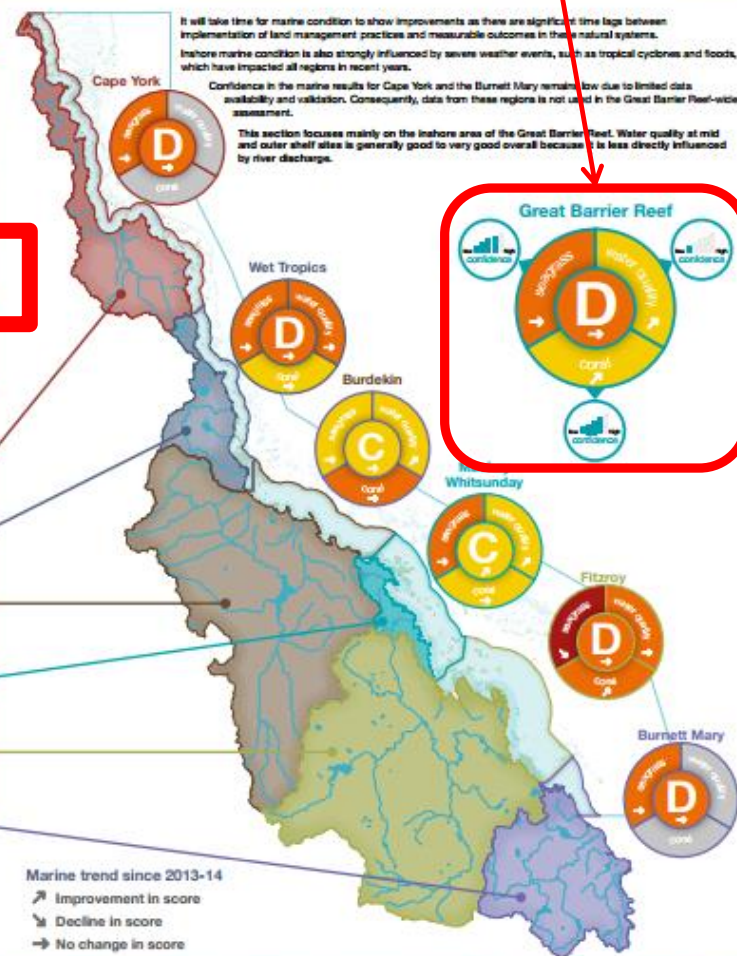 It will take time for marine condition to show improvements as there are significant time lags between
implementation of land management practices and measurable outcomes in these natural systems.
Inshore marine condition is also strongly influenced by severe weather events, such as tropical cyclones and floods,
which have impacted all regions in recent years.
Confidence in the marine results for Cape York and the Burnett Mary remains low due to limited data
availability and validation. Consequently, data from these regions is not used in the Great Barrier Reef-wide
assessment.
This section focuses mainly on the inshore area of the Great Barrier Reef. Water quality at mid
and outer shelf sites is generally good to very good overall because it is less directly influenced
by river discharge.
Cape York
seagrass
water quality
D
coral
Great Barrier Reef
confidence
High
confidence
seagrass
water quality
D
coral
confidence
Wet Tropics
seagrass
water quality
D
coral
Burdekin
seagrass
water quality
C
coral
Whitsunday
seagrass
water quality
C
coral
Fitzroy
seagrass
water quality
D
coral
Burnett Mary
seagrass
water quality
D
coral
Marine trend since 2013-14
Improvement in score
Decline in score
No change in score